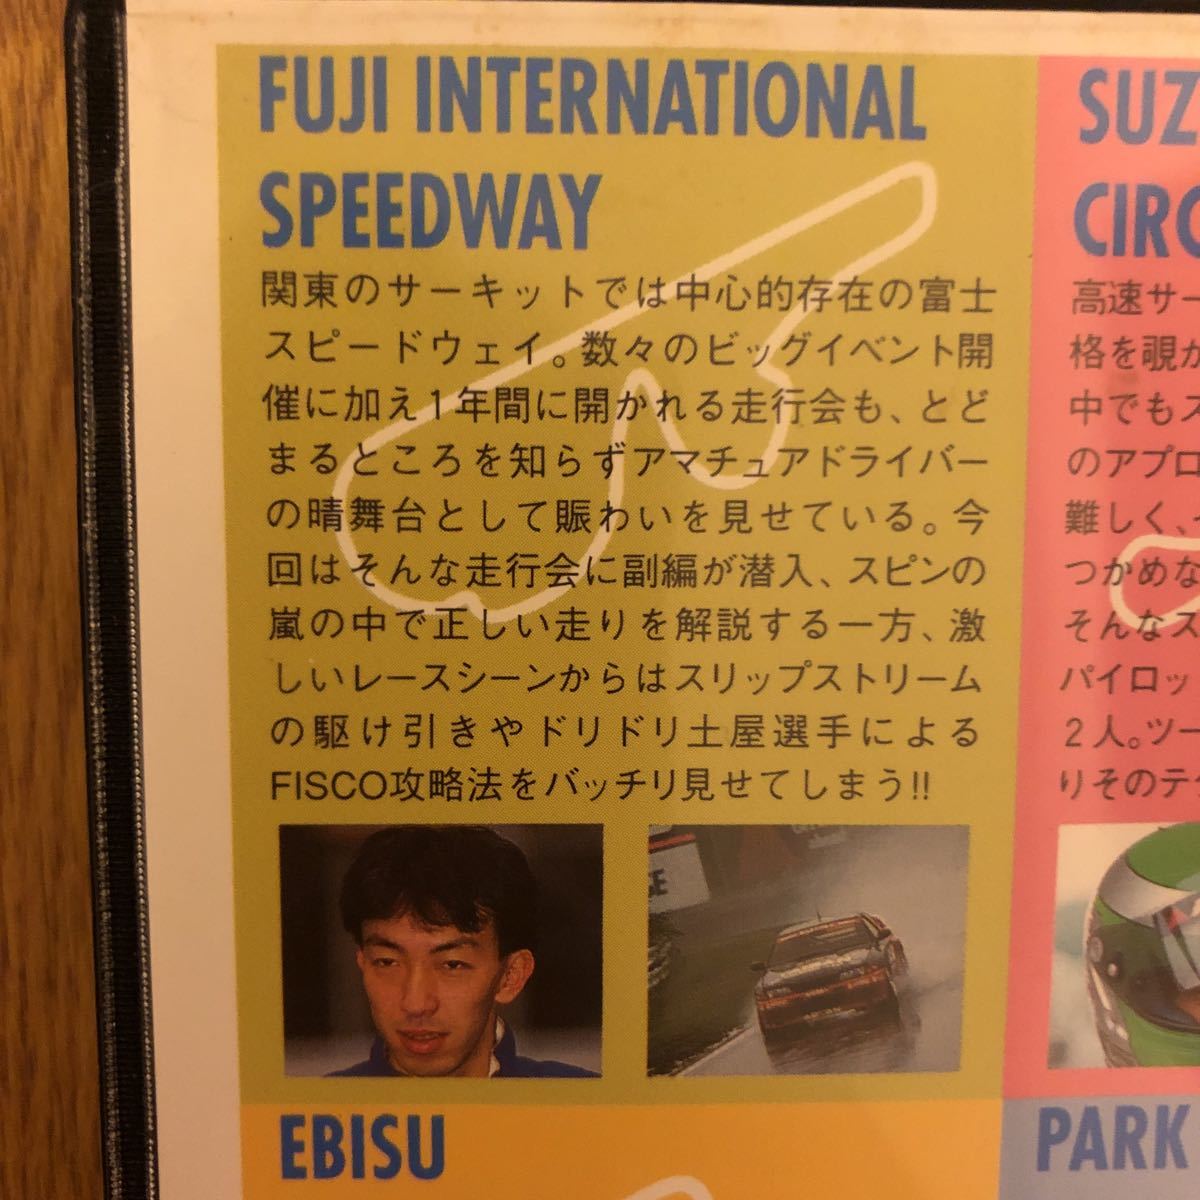 FUJI INTERNATIONAL
SPEEDWAY
関東のサーキットでは中心的存在の富士
スピードウェイ。数々のビッグイベント開
催に加え1年間に開かれる走行会も、とど
まるところを知らずアマチュアドライバー
の晴舞台として賑わいを見せている。今
回はそんな走行会に副編が潜入、スピンの
嵐の中で正しい走りを解説する一方、激
しいレースシーンからはスリップストリーム
の駆け引きやドリドリ土屋選手による
FISCO攻略法をバッチリ見せてしまう!!
SUZ
CIRC
高速サー
格を覗か
中でもス
のアプロ
難しく、
つかめな
そんなス
パイロッ
2人。ツー
りそのテ
EBISU
PARK